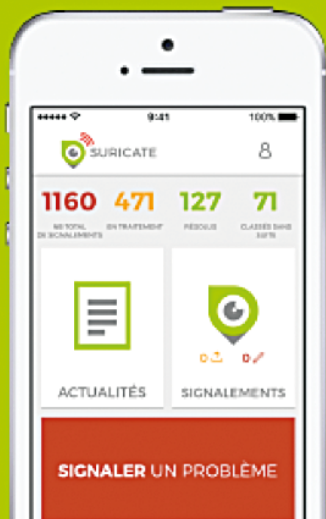 9:41 100%
SURICATE
1160 471 127 71
NB TOTAL DE SIGNALEMENTS
EN TRAITEMENT
RÉSOLUS
CLASSÉS SANS SUITE
0 0
ACTUALITÉS SIGNALEMENTS
SIGNALER UN PROBLÈME